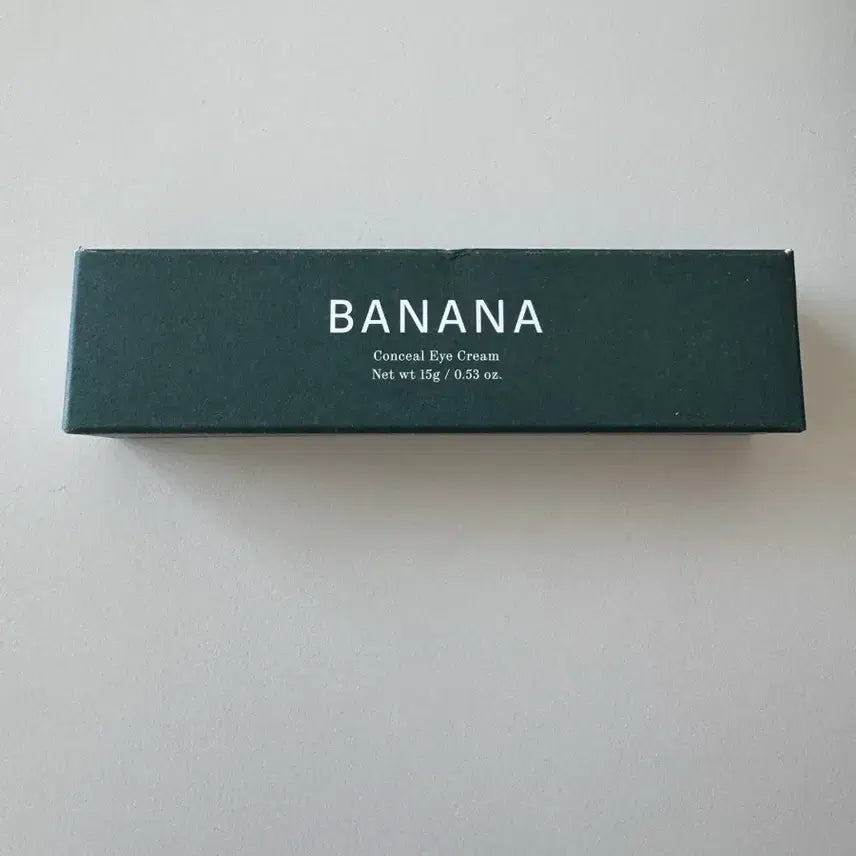 BANANA
Conceal Eye Cream
Net wt 15g / 0.53 oz.